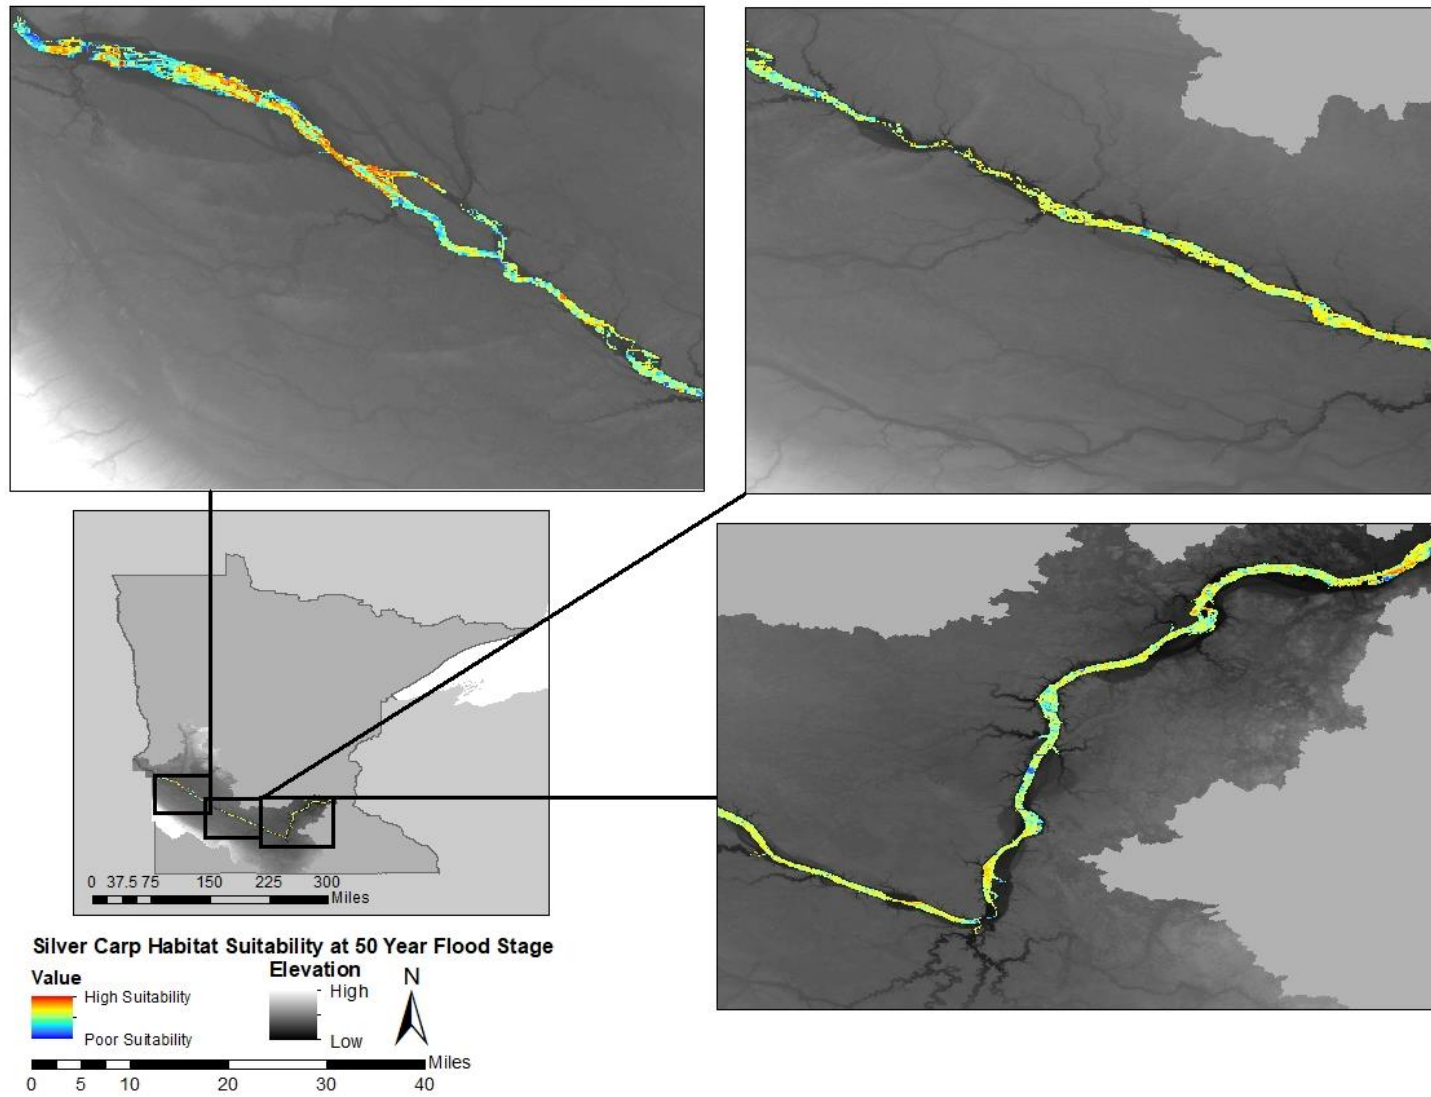 0 37.5 75 150 225 300
Miles
Silver Carp Habitat Suitability at 50 Year Flood Stage
Value
High Suitability
Poor Suitability
Elevation
High
Low
N
Miles
0 5 10 20 30 40